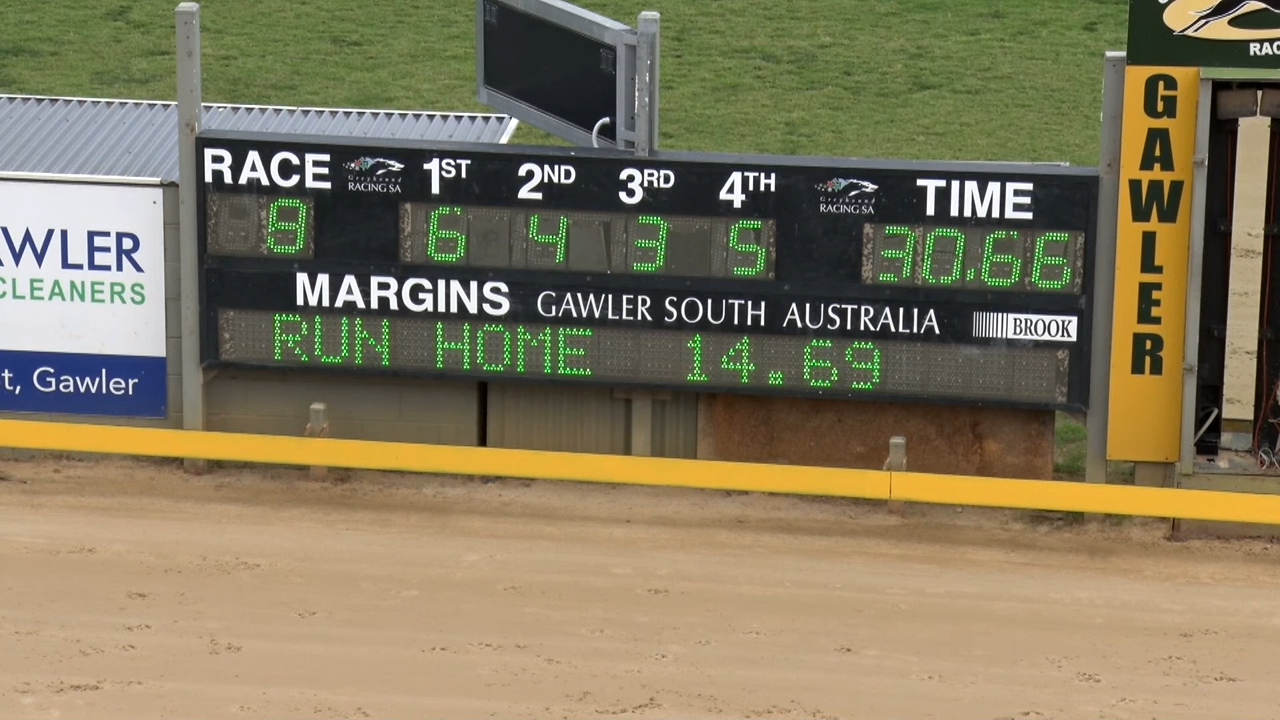 RAC
RACE
Greyhound
RACING SA
1ST
2ND
3RD
4TH
Greyhound
RACING SA
TIME
9
6
4
3
5
30.66
MARGINS
GAWLER SOUTH AUSTRALIA
BROOK
RUN HOME 14.69
AWLER
CLEANERS
t, Gawler
GAWLER